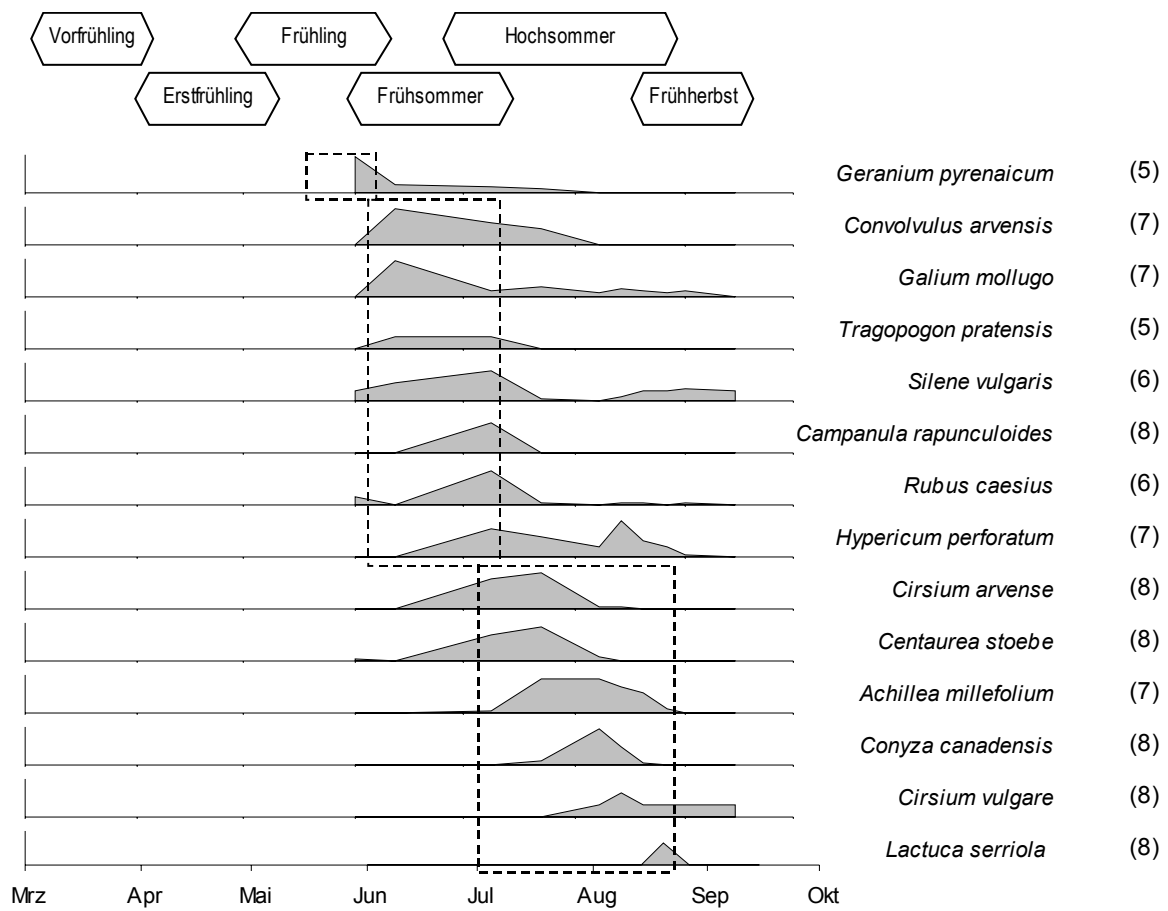 Vorfrühling Frühling Hochsommer
Erstfrühling Frühsommer Frühherbst
Geranium pyrenaicum (5)
Convolvulus arvensis (7)
Galium mollugo (7)
Tragopogon pratensis (5)
Silene vulgaris (6)
Campanula rapunculoides (8)
Rubus caesius (6)
Hypericum perforatum (7)
Cirsium arvense (8)
Centaurea stoebe (8)
Achillea millefolium (7)
Conyza canadensis (8)
Cirsium vulgare (8)
Lactuca serriola (8)
Mrz Apr Mai Jun Jul Aug Sep Okt